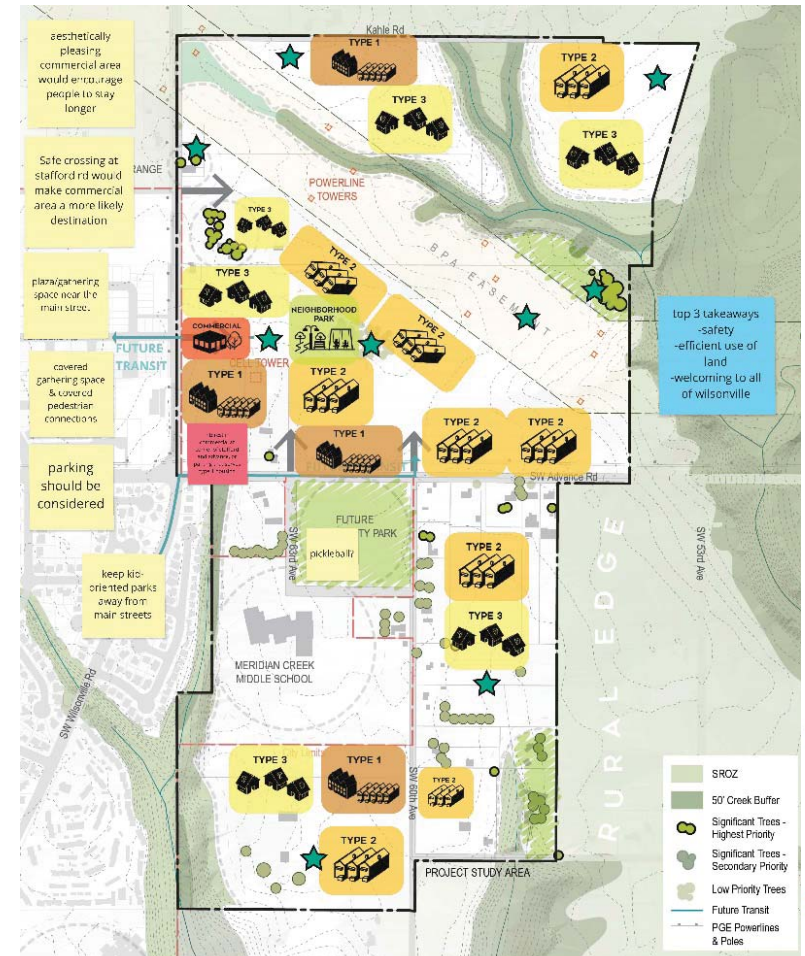 aesthetically
pleasing
commercial area
would encourage
people to stay
longer
Safe crossing at
stafford rd would
make commercial
area a more likely
destination
plaza/gathering
space near the
main street
covered
gathering space
& covered
pedestrian
connections
parking
should be
considered
keep kid-
oriented parks
away from
main streets
Kahle Rd
TYPE 1
TYPE 2
TYPE 3
TYPE 3
RANGE
POWERLINE
TOWERS
TYPE 3
BPA EASEMENT
TYPE 3
TYPE 2
NEIGHBORHOOD
PARK
TYPE 2
COMMERCIAL
FUTURE
TRANSIT
CELL TOWER
TYPE 1
TYPE 2
TYPE 1
TYPE 2
TYPE 2
SW Advance Rd
top 3 takeaways
-safety
-efficient use of
land
-welcoming to all
of wilsonville
SW 63rd Ave
FUTURE
TY PARK
pickleball?
SW 53rd Ave
TYPE 2
TYPE 3
MERIDIAN CREEK
MIDDLE SCHOOL
SW Wilsonville Rd
RURAL EDGE
TYPE 3
TYPE 1
SW 60th Ave
TYPE 2
TYPE 2
PROJECT STUDY AREA
SROZ
50' Creek Buffer
Significant Trees -
Highest Priority
Significant Trees -
Secondary Priority
Low Priority Trees
Future Transit
PGE Powerlines
& Poles